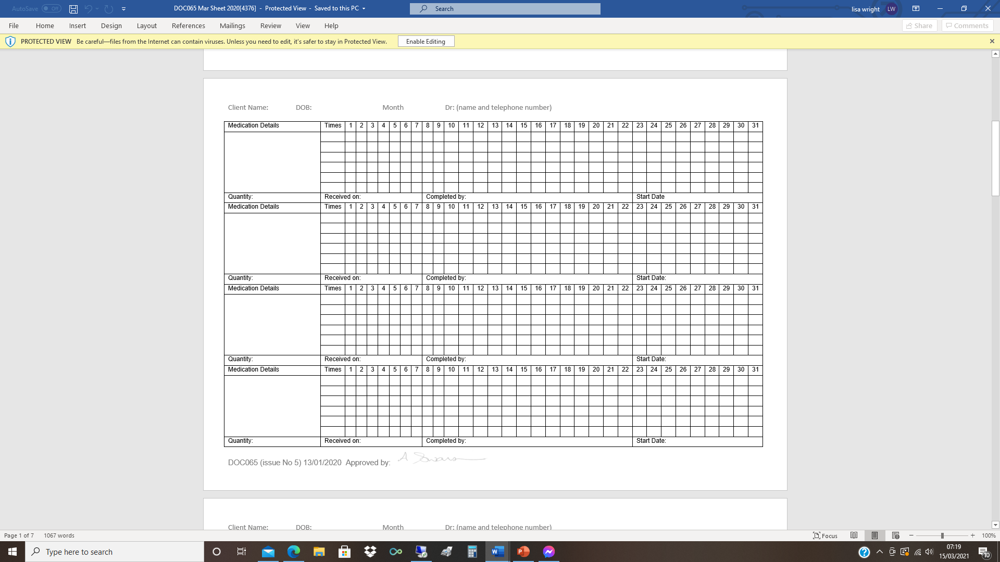 AutoSave Off DOC065 Mar Sheet 2020[4376] - Protected View - Saved to this PC Search lisa wright LW
File Home Insert Design Layout References Mailings Review View Help Share Comments
PROTECTED VIEW Be careful—files from the Internet can contain viruses. Unless you need to edit, it's safer to stay in Protected View. Enable Editing
Client Name: DOB: Month Dr: (name and telephone number)
Medication Details Times 1 2 3 4 5 6 7 8 9 10 11 12 13 14 15 16 17 18 19 20 21 22 23 24 25 26 27 28 29 30 31
Quantity: Received on: Completed by: Start Date
Medication Details Times 1 2 3 4 5 6 7 8 9 10 11 12 13 14 15 16 17 18 19 20 21 22 23 24 25 26 27 28 29 30 31
Quantity: Received on: Completed by: Start Date:
Medication Details Times 1 2 3 4 5 6 7 8 9 10 11 12 13 14 15 16 17 18 19 20 21 22 23 24 25 26 27 28 29 30 31
Quantity: Received on: Completed by: Start Date:
Medication Details Times 1 2 3 4 5 6 7 8 9 10 11 12 13 14 15 16 17 18 19 20 21 22 23 24 25 26 27 28 29 30 31
Quantity: Received on: Completed by: Start Date:
DOC065 (issue No 5) 13/01/2020 Approved by:
Client Name: DOB: Month Dr: (name and telephone number)
Page 1 of 7 1067 words Focus 100%
Type here to search 07:19
15/03/2021 10